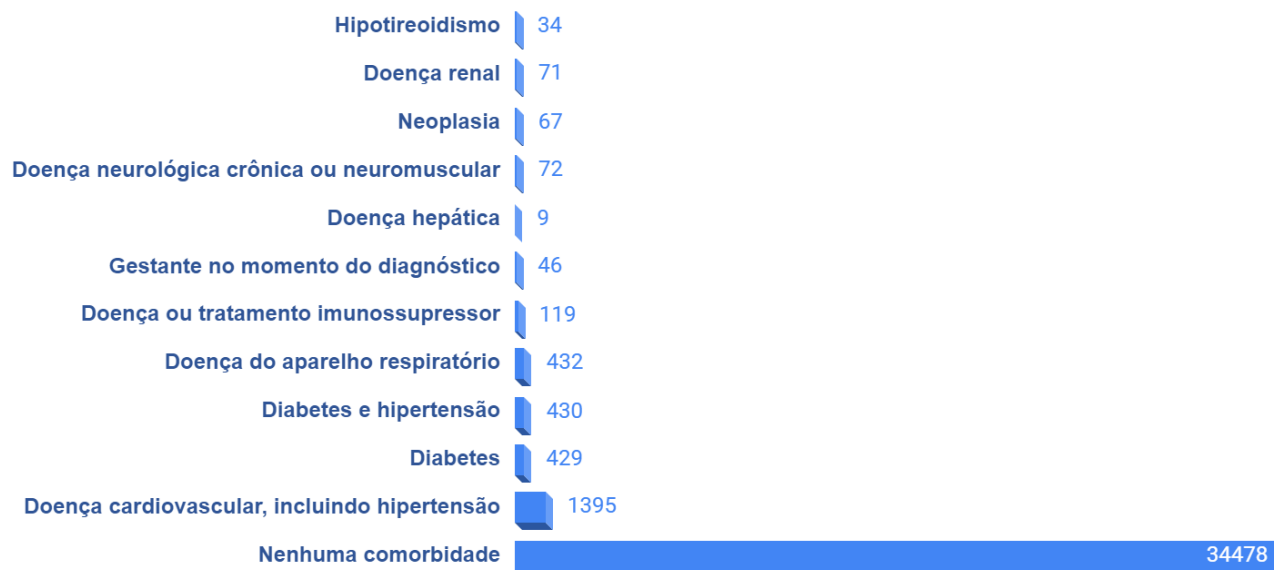 Hipotireoidismo 34
Doença renal 71
Neoplasia 67
Doença neurológica crônica ou neuromuscular 72
Doença hepática 9
Gestante no momento do diagnóstico 46
Doença ou tratamento imunossupressor 119
Doença do aparelho respiratório 432
Diabetes e hipertensão 430
Diabetes 429
Doença cardiovascular, incluindo hipertensão 1395
Nenhuma comorbidade 34478